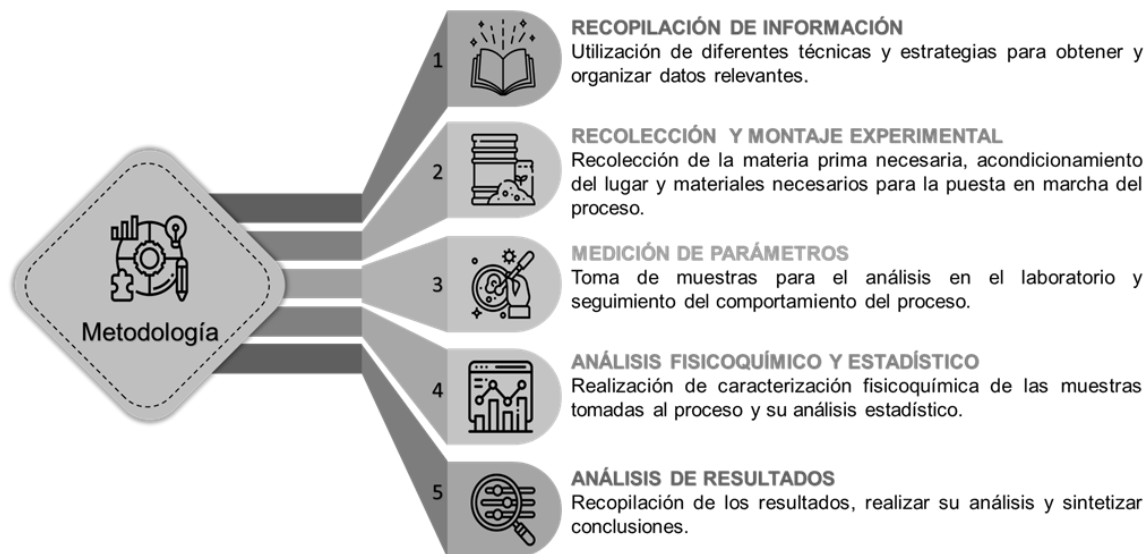 Metodología
1
RECOPILACIÓN DE INFORMACIÓN
Utilización de diferentes técnicas y estrategias para obtener y
organizar datos relevantes.
2
RECOLECCIÓN Y MONTAJE EXPERIMENTAL
Recolección de la materia prima necesaria, acondicionamiento
del lugar y materiales necesarios para la puesta en marcha del
proceso.
3
MEDICIÓN DE PARÁMETROS
Toma de muestras para el análisis en el laboratorio y
seguimiento del comportamiento del proceso.
4
ANÁLISIS FISICOQUÍMICO Y ESTADÍSTICO
Realización de caracterización fisicoquímica de las muestras
tomadas al proceso y su análisis estadístico.
5
ANÁLISIS DE RESULTADOS
Recopilación de los resultados, realizar su análisis y sintetizar
conclusiones.